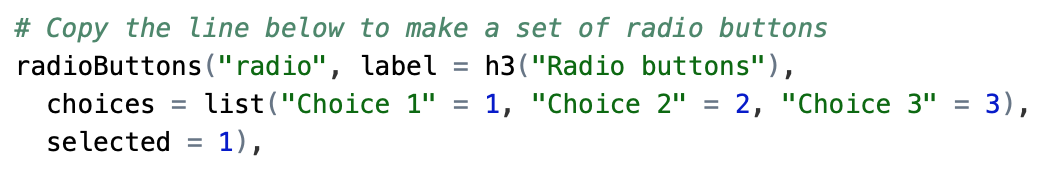 # Copy the line below to make a set of radio buttons
radioButtons("radio", label = h3("Radio buttons"),
  choices = list("Choice 1" = 1, "Choice 2" = 2, "Choice 3" = 3),
  selected = 1),